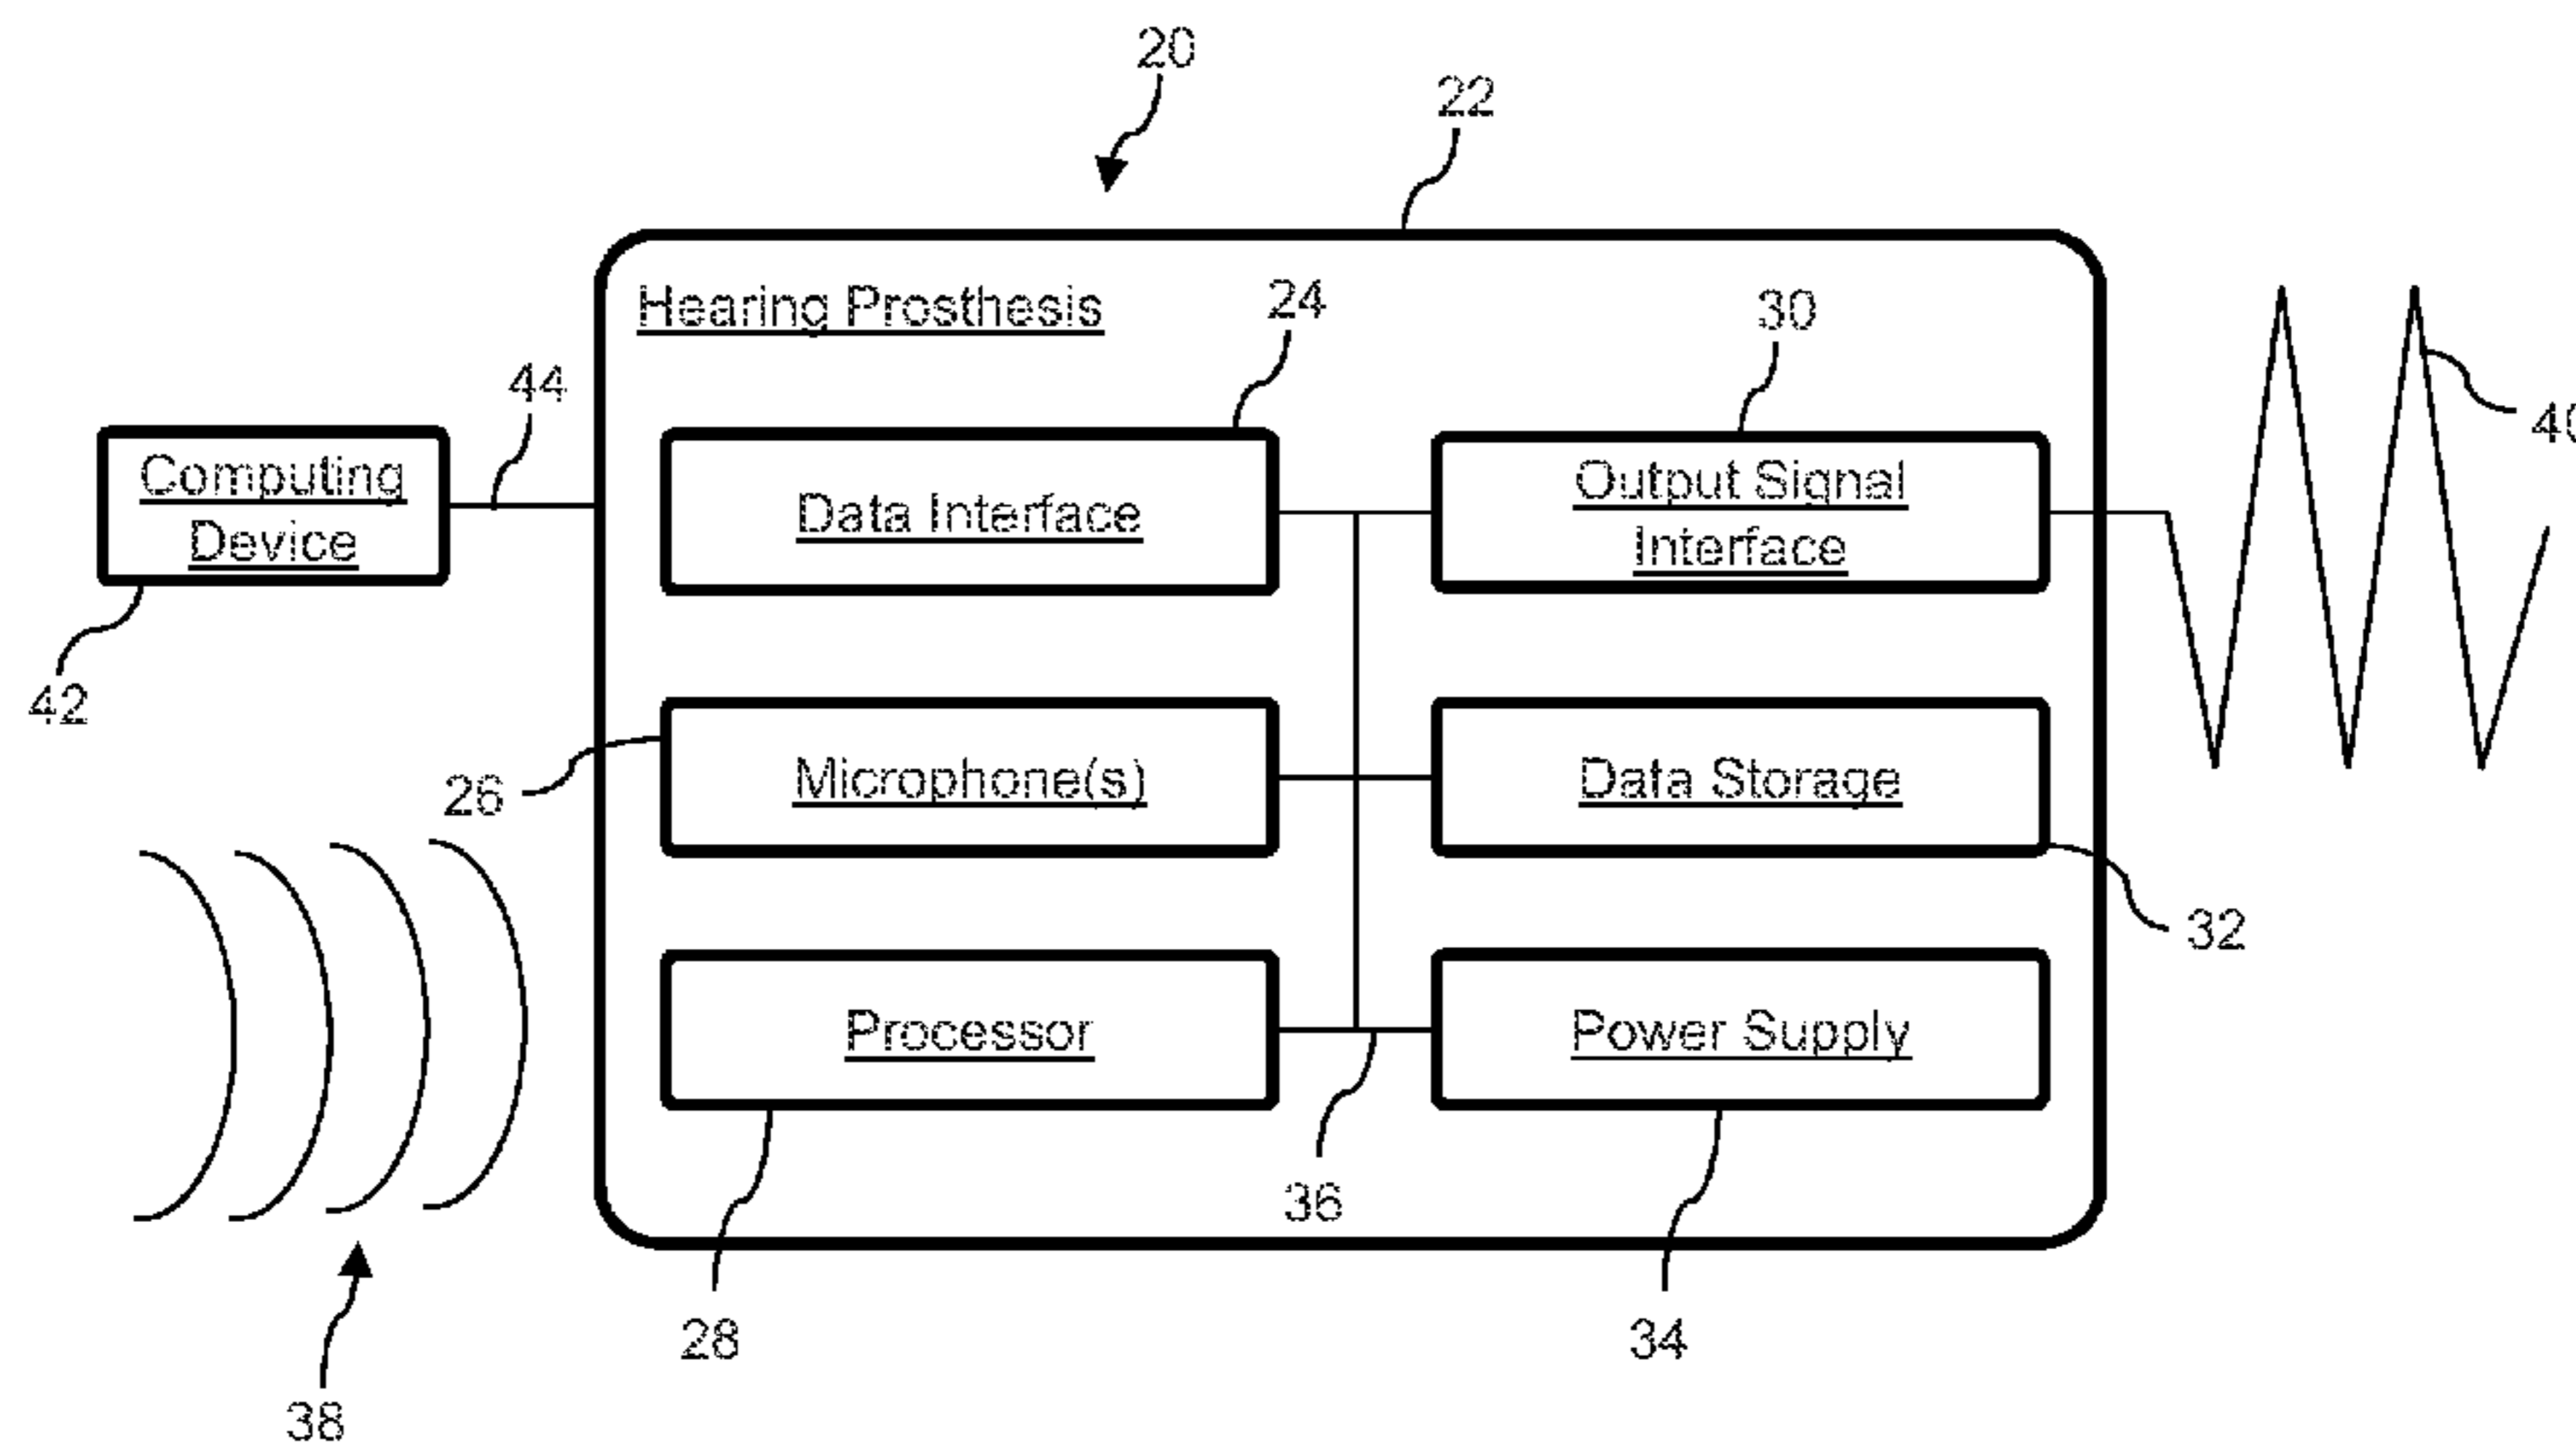 20
22
Hearing Prosthesis
24
30
44
40
Computing
Device
Data Interface
Output Signal
Interface
42
26
Microphone(s)
Data Storage
32
Processor
Power Supply
36
28
34
38